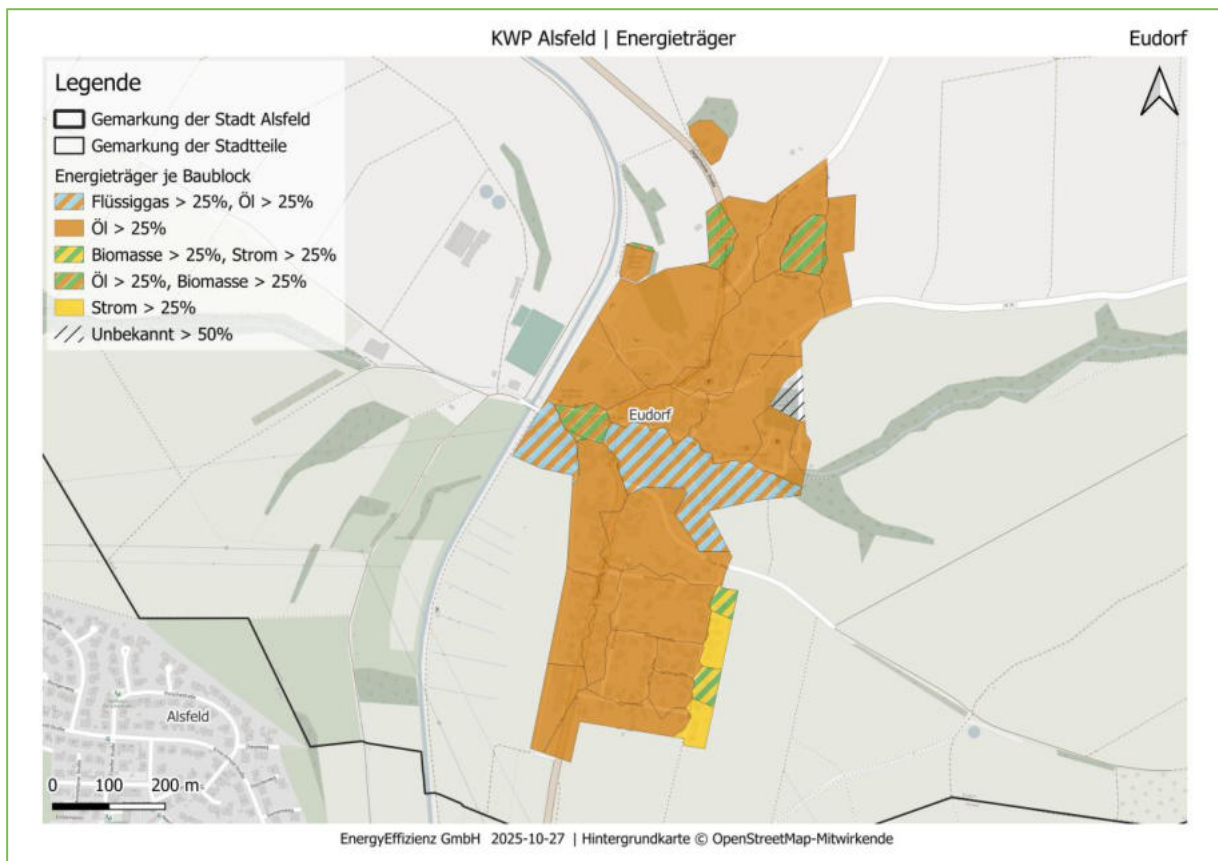 KWP Alsfeld | Energieträger
Eudorf
Legende
Gemarkung der Stadt Alsfeld
Gemarkung der Stadtteile
Energieträger je Baublock
Flüssiggas > 25%, Öl > 25%
Öl > 25%
Biomasse > 25%, Strom > 25%
Öl > 25%, Biomasse > 25%
Strom > 25%
Unbekannt > 50%
Eudorf
Alsfeld
0 100 200 m
EnergyEffizienz GmbH 2025-10-27 | Hintergrundkarte © OpenStreetMap-Mitwirkende